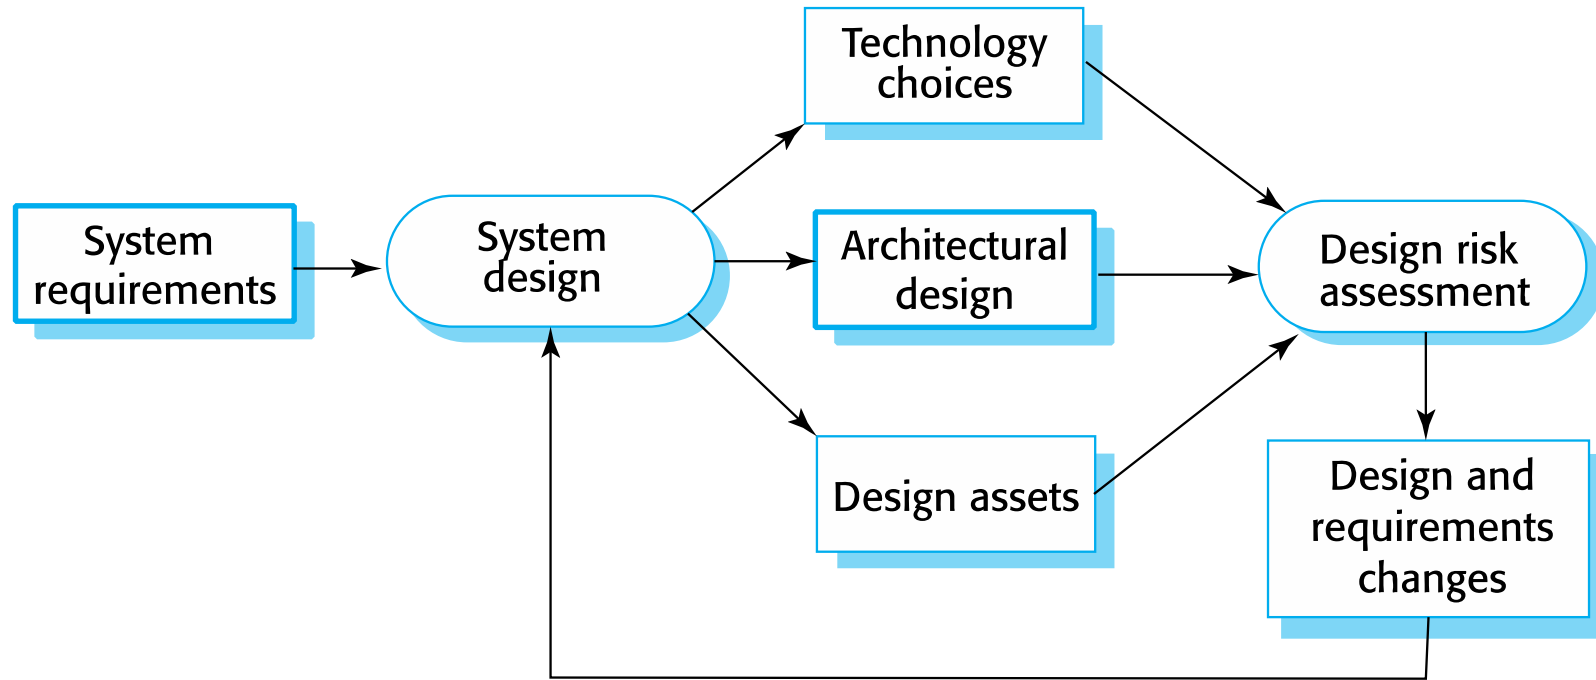 Technology
choices
System
requirements
System
design
Architectural
design
Design risk
assessment
Design assets
Design and
requirements
changes